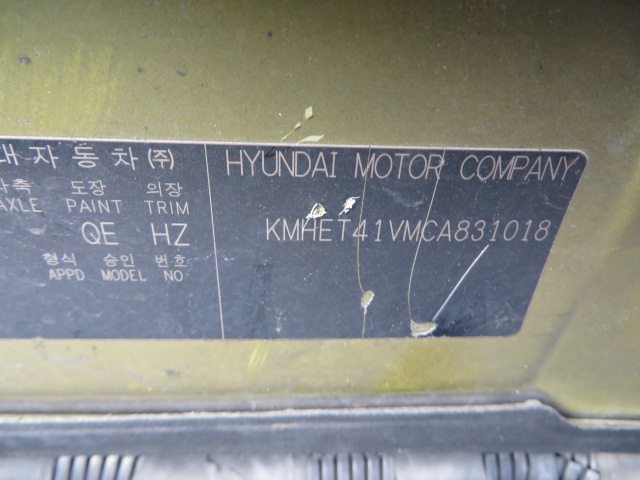 대자동차 ㈜ HYUNDAI MOTOR COMPANY
축 도장 의장
AXLE PAINT TRIM
QE HZ KMHET41VMCA831018
형식 승인 번호
APPD MODEL NO